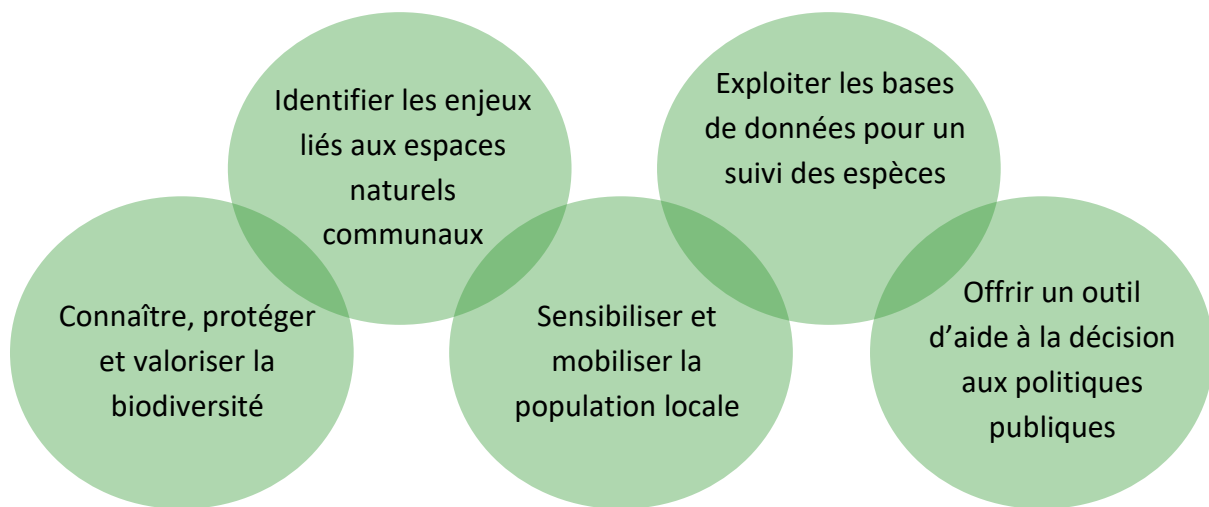 Identifier les enjeux
liés aux espaces
naturels
communaux
Exploiter les bases
de données pour un
suivi des espèces
Connaître, protéger
et valoriser la
biodiversité
Sensibiliser et
mobiliser la
population locale
Offrir un outil
d’aide à la décision
aux politiques
publiques